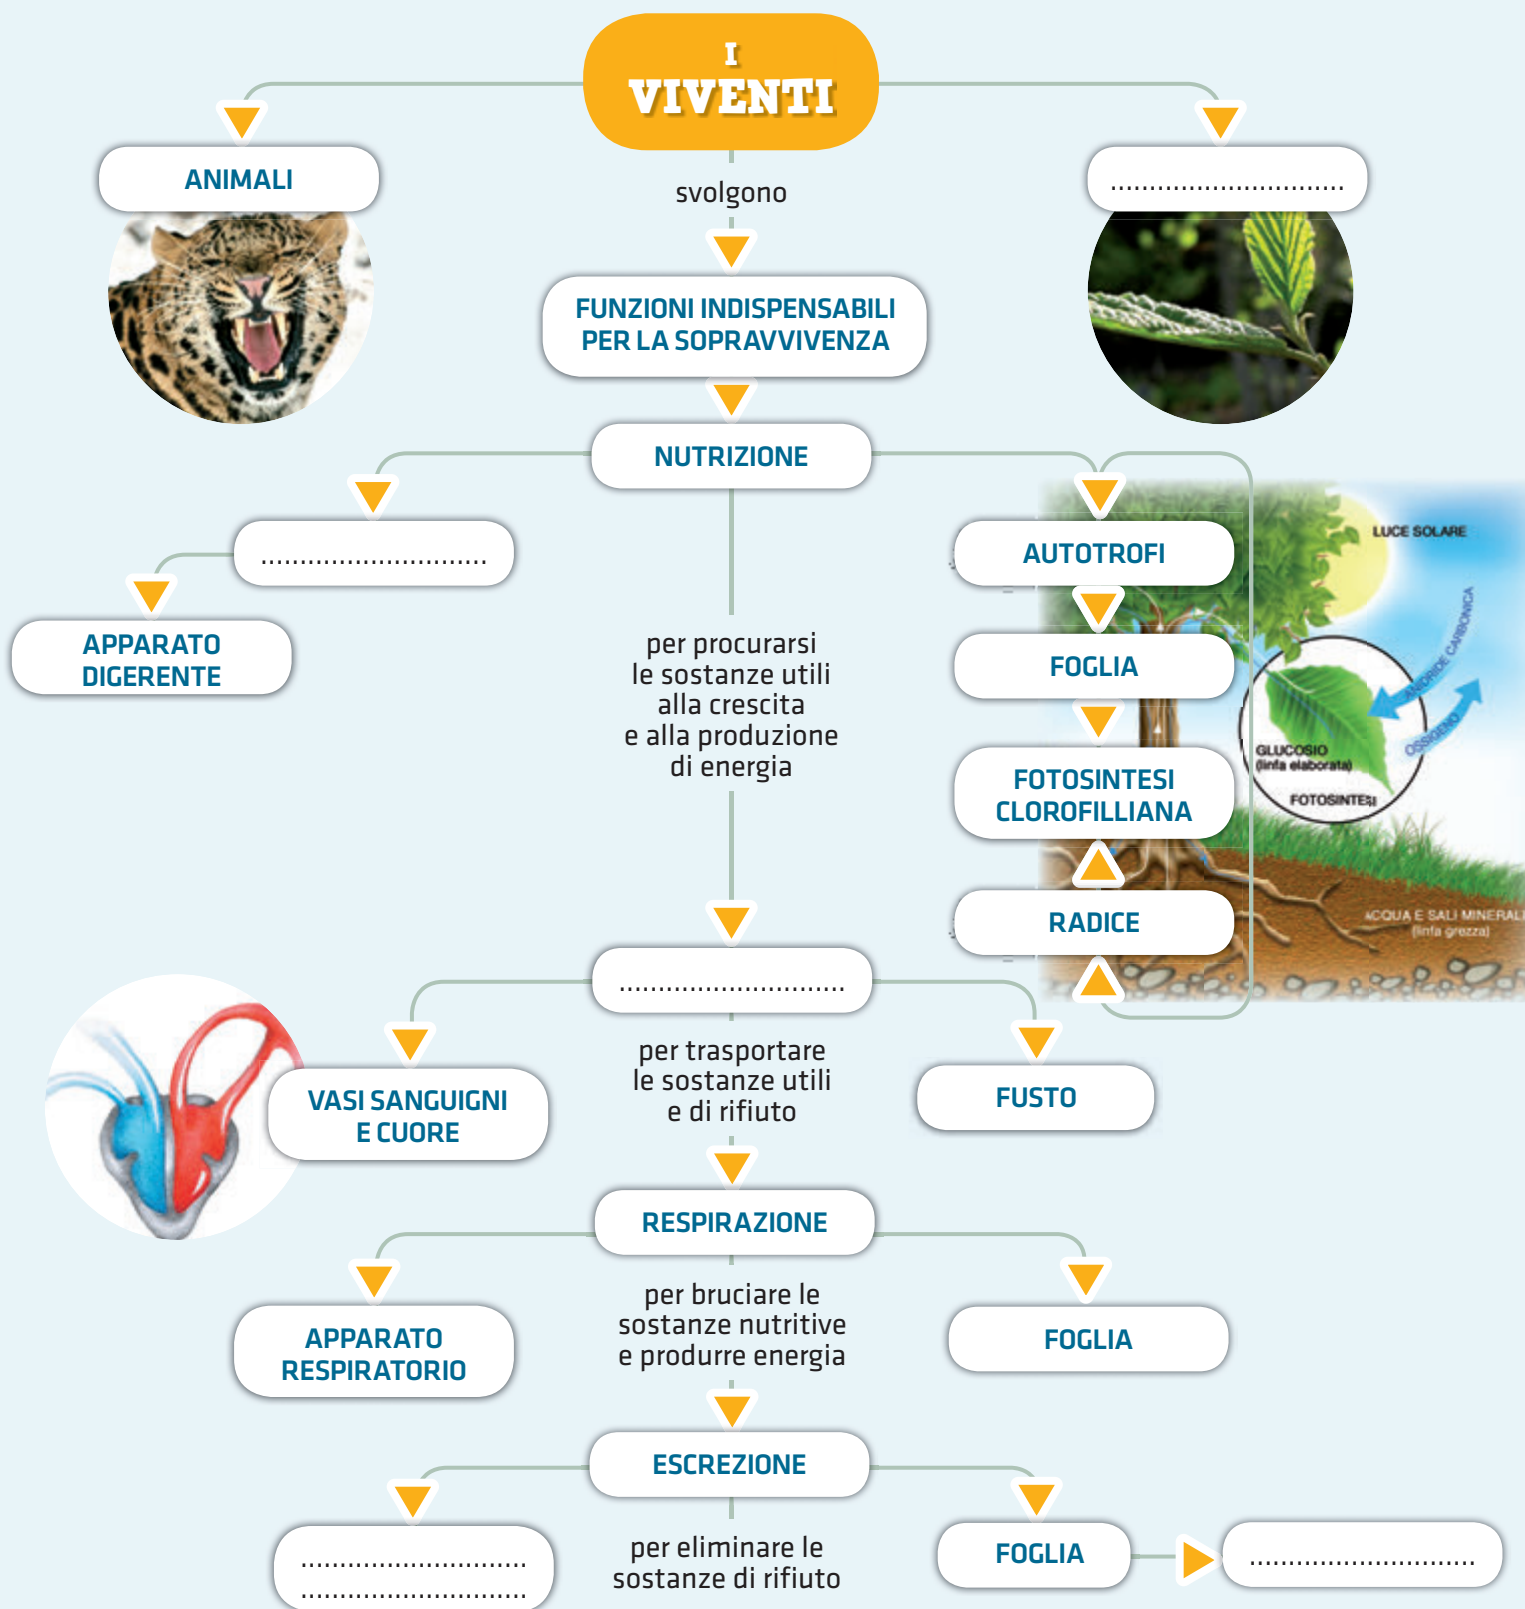 I
VIVENTI
ANIMALI
svolgono
............................
FUNZIONI INDISPENSABILI
PER LA SOPRAVVIVENZA
NUTRIZIONE
............................
AUTOTROFI
LUCE SOLARE
APPARATO
DIGERENTE
per procurarsi
le sostanze utili
alla crescita
e alla produzione
di energia
FOGLIA
ANIDRIDE CARBONICA
OSSIGENO
GLUCOSIO
(linfa elaborata)
FOTOSINTESI
FOTOSINTESI
CLOROFILLIANA
RADICE
ACQUA E SALI MINERALI
(linfa grezza)
............................
VASI SANGUIGNI
E CUORE
per trasportare
le sostanze utili
e di rifiuto
FUSTO
RESPIRAZIONE
APPARATO
RESPIRATORIO
per bruciare le
sostanze nutritive
e produrre energia
FOGLIA
ESCREZIONE
............................
............................
per eliminare le
sostanze di rifiuto
FOGLIA
............................